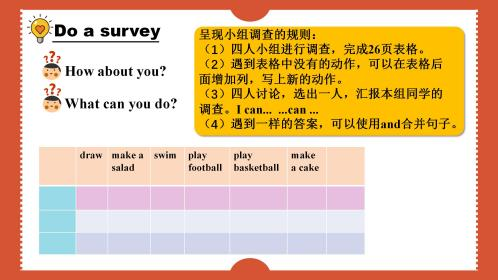 Do a survey
How about you?
What can you do?
呈现小组调查的规则：
（1）四人小组进行调查，完成26页表格。
（2）遇到表格中没有的动作，可以在表格后
面增加列，写上新的动作。
（3）四人讨论，选出一人，汇报本组同学的
调查。I can... ...can ...
（4）遇到一样的答案，可以使用and合并句子。
draw make a swim play play make
salad football basketball a cake